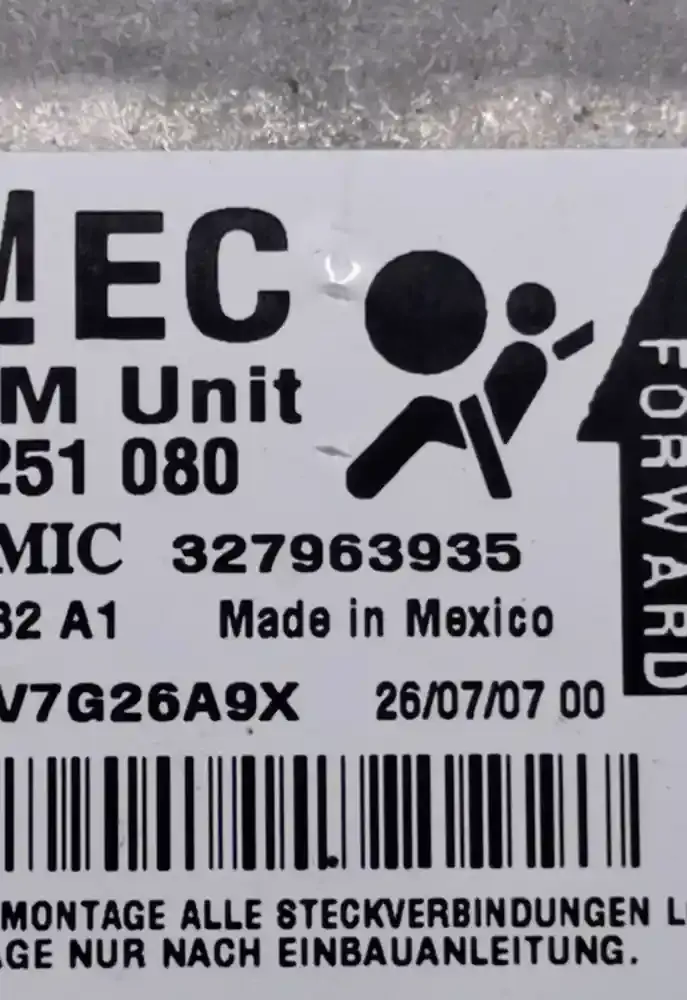 MEC
M Unit
251 080
MIC 327963935
32 A1 Made in Mexico
V7G26A9X 26/07/07 00
MONTAGE ALLE STECKVERBINDUNGEN L
AGE NUR NACH EINBAUANLEITUNG.
FORWARD